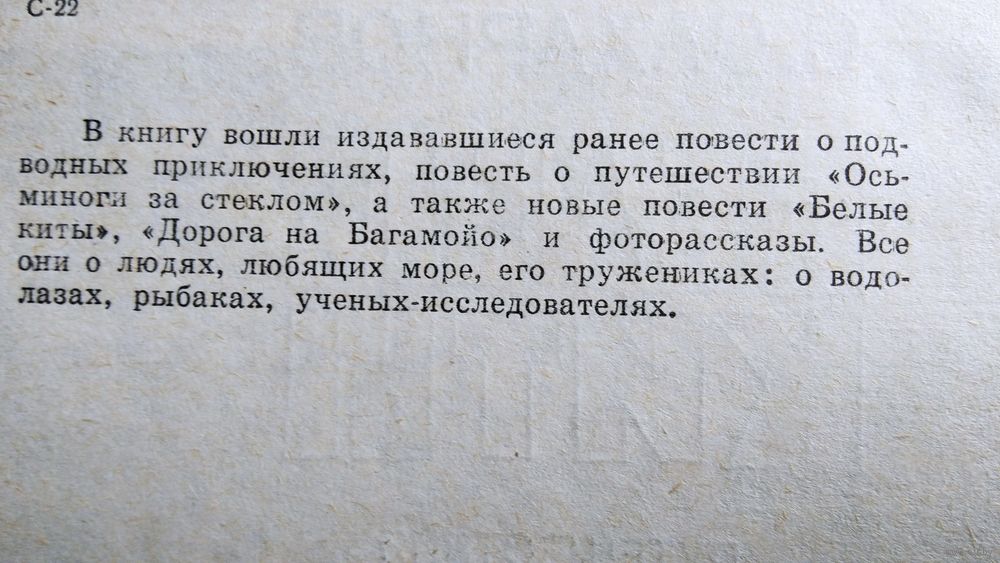 С-22
В книгу вошли издававшиеся ранее повести о под-
водных приключениях, повесть о путешествии «Ось-
миноги за стеклом», а также новые повести «Белые
киты», «Дорога на Багамойо» и фоторассказы. Все
они о людях, любящих море, его тружениках: о водо-
лазах, рыбаках, ученых-исследователях.